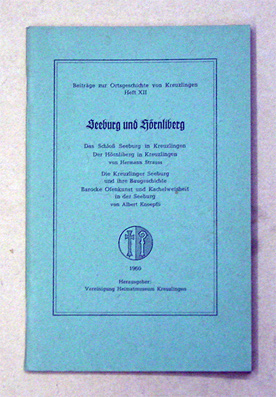 Beiträge zur Ortsgeschichte von Kreuzlingen
Heft XII
Seeburg und Hörnliberg
Das Schloß Seeburg in Kreuzlingen
Der Hörnliberg in Kreuzlingen
von Hermann Strauss
Die Kreuzlinger Seeburg
und ihre Baugeschichte
Barocke Ofenkunst und Kachelweisheit
in der Seeburg
von Albert Knoepfli
1960
Herausgeber:
Vereinigung Heimatmuseum Kreuzlingen